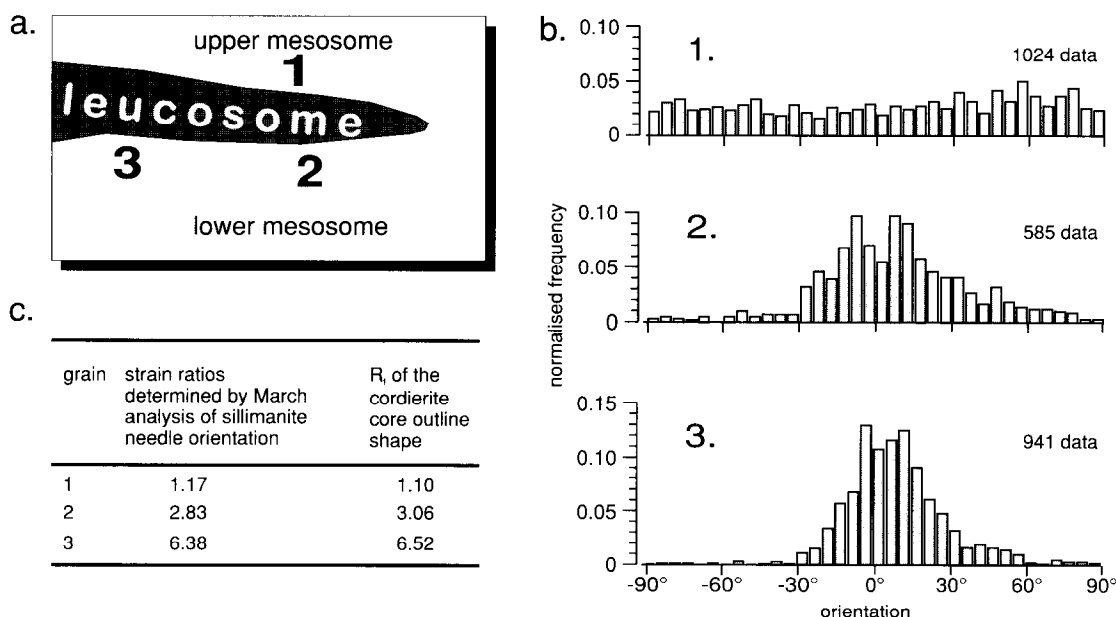 a.
upper mesosome
1
leucosome
3
2
lower mesosome
c.
grain strain ratios determined by March analysis of sillimanite needle orientation Rf of the cordierite core outline shape
1 1.17 1.10
2 2.83 3.06
3 6.38 6.52
b.
normalised frequency
0.10
0.05
0
1.
1024 data
0.10
0.05
0
2.
585 data
0.15
0.10
0.05
0
3.
941 data
-90° -60° -30° 0° 30° 60° 90°
orientation